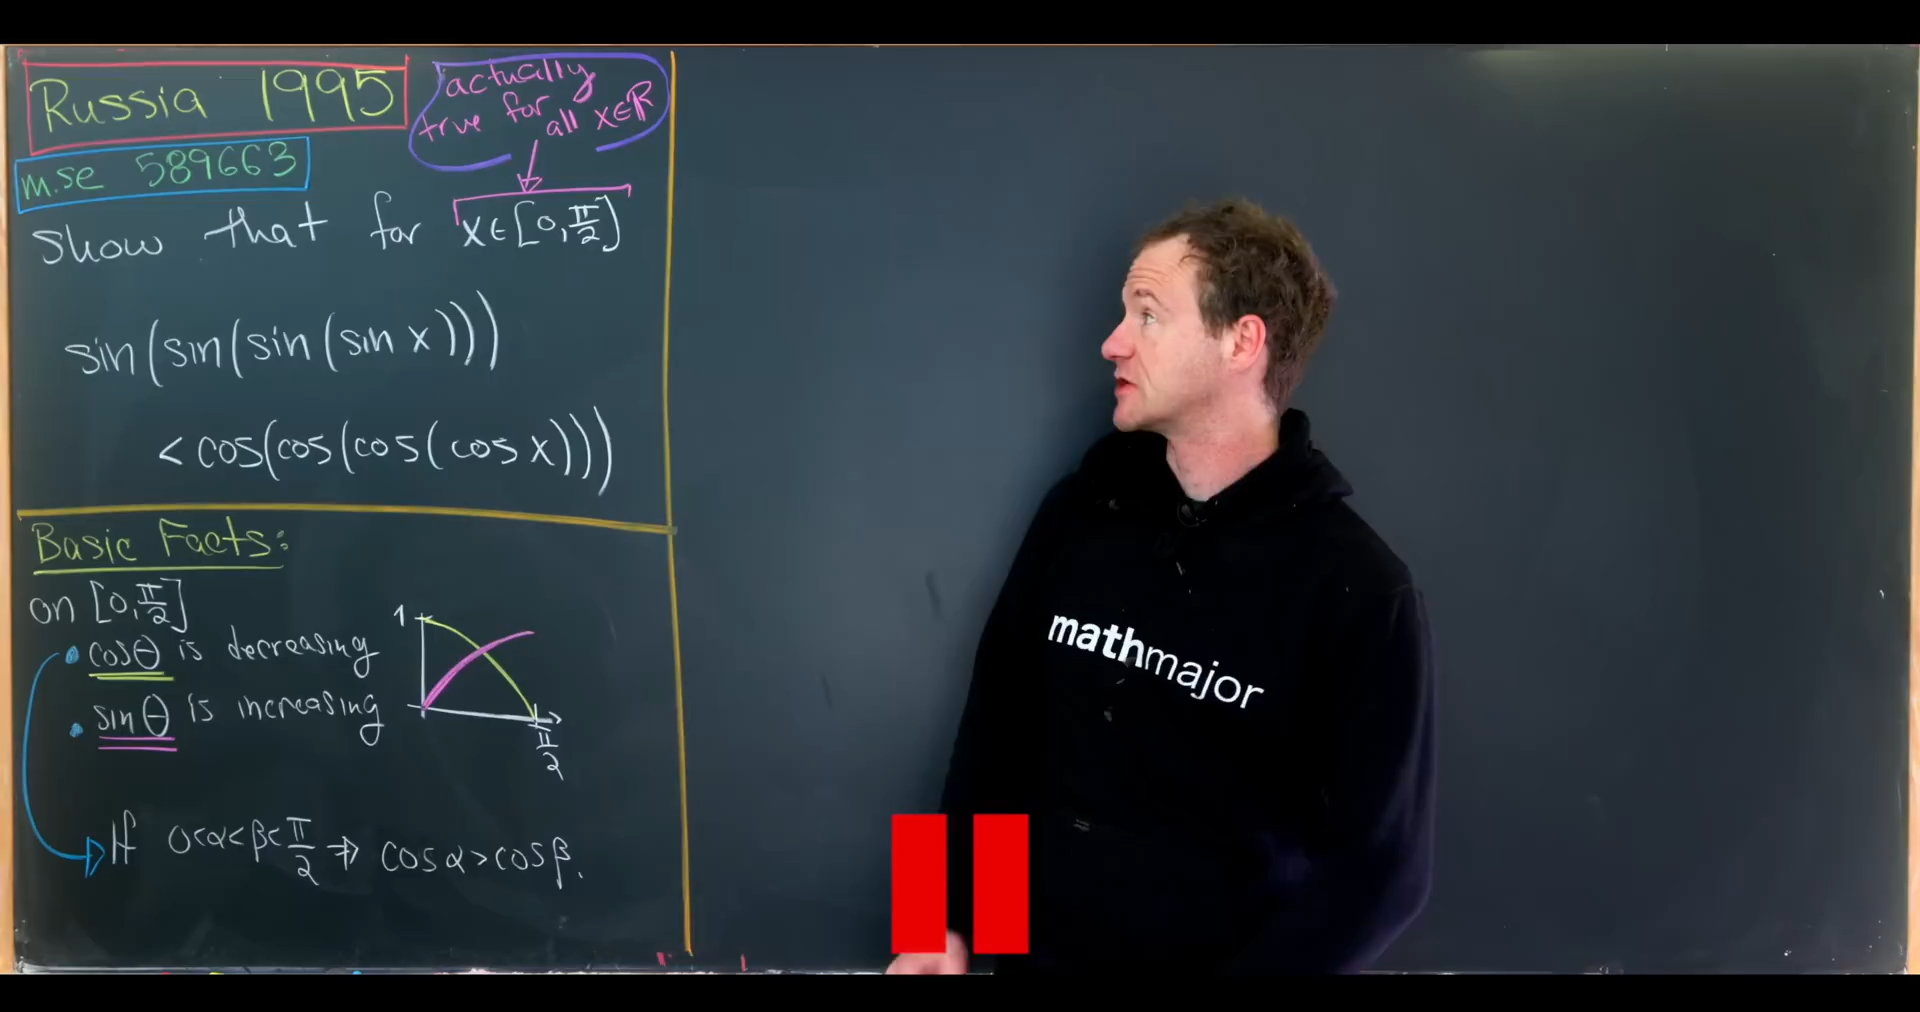 Russia 1995
actually
true for
all x∈ℝ
m.se 589663
Show that for x∈[0,π/2]
sin(sin(sin(sin x)))
<cos(cos(cos(cos x)))
Basic Facts:
on [0,π/2]
• cosθ is decreasing
• sinθ is increasing
1
π/2
If 0<α<β<π/2 ⇒ cosα>cosβ.
mathmajor